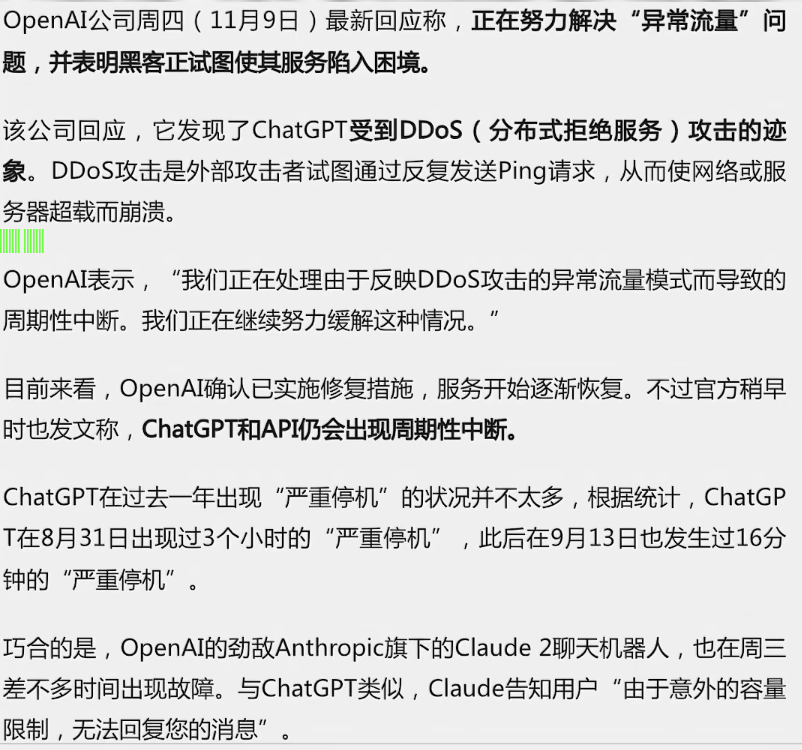 OpenAI公司周四（11月9日）最新回应称，正在努力解决“异常流量”问
题，并表明黑客正试图使其服务陷入困境。
该公司回应，它发现了ChatGPT受到DDoS（分布式拒绝服务）攻击的迹
象。DDoS攻击是外部攻击者试图通过反复发送Ping请求，从而使网络或服
务器超载而崩溃。
OpenAI表示，“我们正在处理由于反映DDoS攻击的异常流量模式而导致的
周期性中断。我们正在继续努力缓解这种情况。”
目前来看，OpenAI确认已实施修复措施，服务开始逐渐恢复。不过官方稍早
时也发文称，ChatGPT和API仍会出现周期性中断。
ChatGPT在过去一年出现“严重停机”的状况并不太多，根据统计，ChatGP
T在8月31日出现过3个小时的“严重停机”，此后在9月13日也发生过16分
钟的“严重停机”。
巧合的是，OpenAI的劲敌Anthropic旗下的Claude 2聊天机器人，也在周三
差不多时间出现故障。与ChatGPT类似，Claude告知用户“由于意外的容量
限制，无法回复您的消息”。